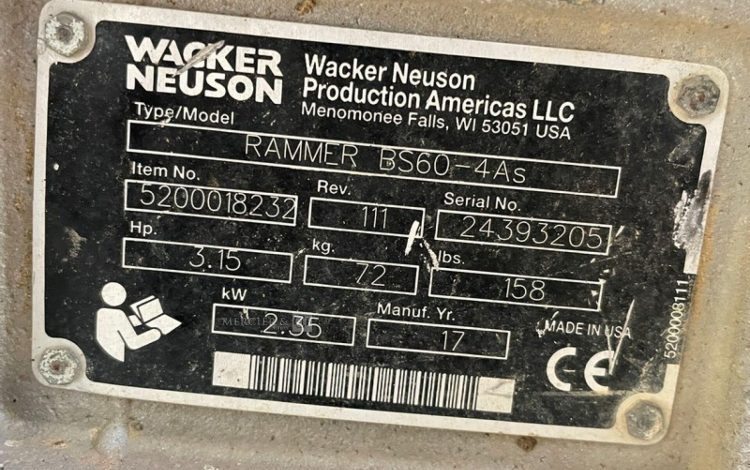 WACKER
NEUSON
Wacker Neuson
Production Americas LLC
Menomonee Falls, WI 53051 USA
Type/Model
RAMMER BS60-4As
Item No.
5200018232
Rev.
111
Serial No.
24393205
Hp.
3.15
kg.
72
lbs.
158
kW
2.35
Manuf. Yr.
17
MADE IN USA
CE
5200008111